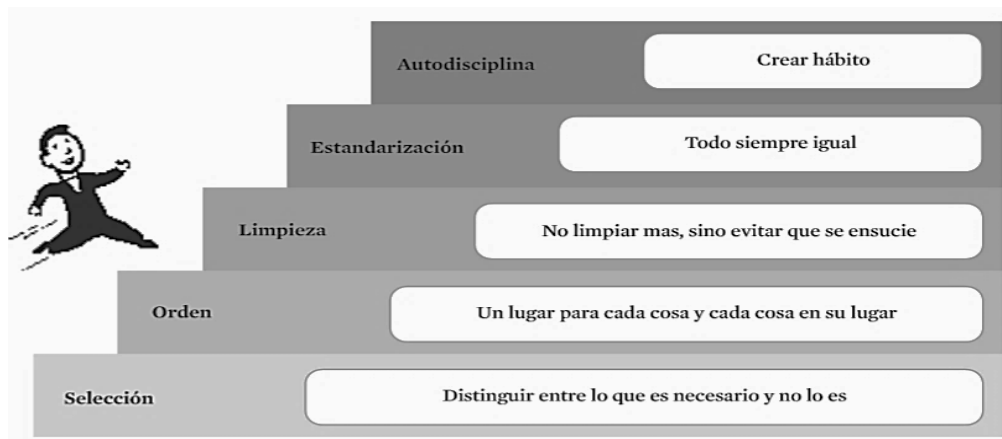 Autodisciplina
Crear hábito
Estandarización
Todo siempre igual
Limpieza
No limpiar mas, sino evitar que se ensucie
Orden
Un lugar para cada cosa y cada cosa en su lugar
Selección
Distinguir entre lo que es necesario y no lo es